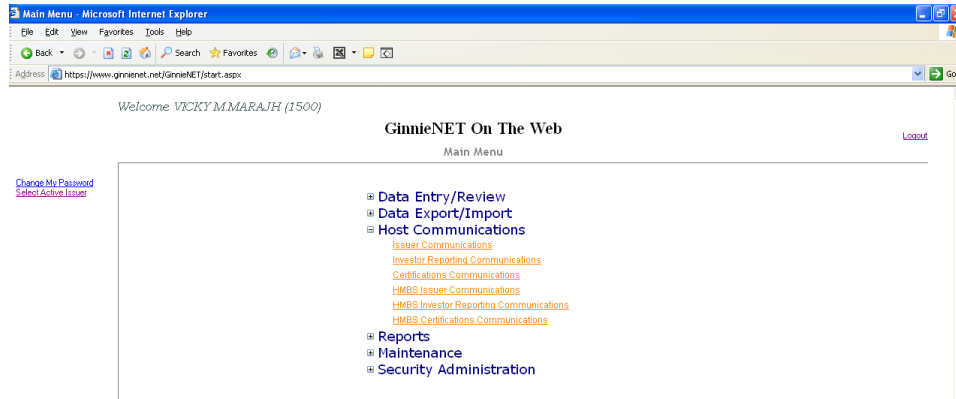 Main Menu - Microsoft Internet Explorer
File Edit View Favorites Tools Help
Back Search Favorites
Address https://www.ginnienet.net/GinnieNET/start.aspx Go
Welcome VICKY M.MARAJH (1500)
GinnieNET On The Web
Logout
Main Menu
Change My Password
Select Active Issuer
Data Entry/Review
Data Export/Import
Host Communications
Issuer Communications
Investor Reporting Communications
Certifications Communications
HMBS Issuer Communications
HMBS Investor Reporting Communications
HMBS Certifications Communications
Reports
Maintenance
Security Administration